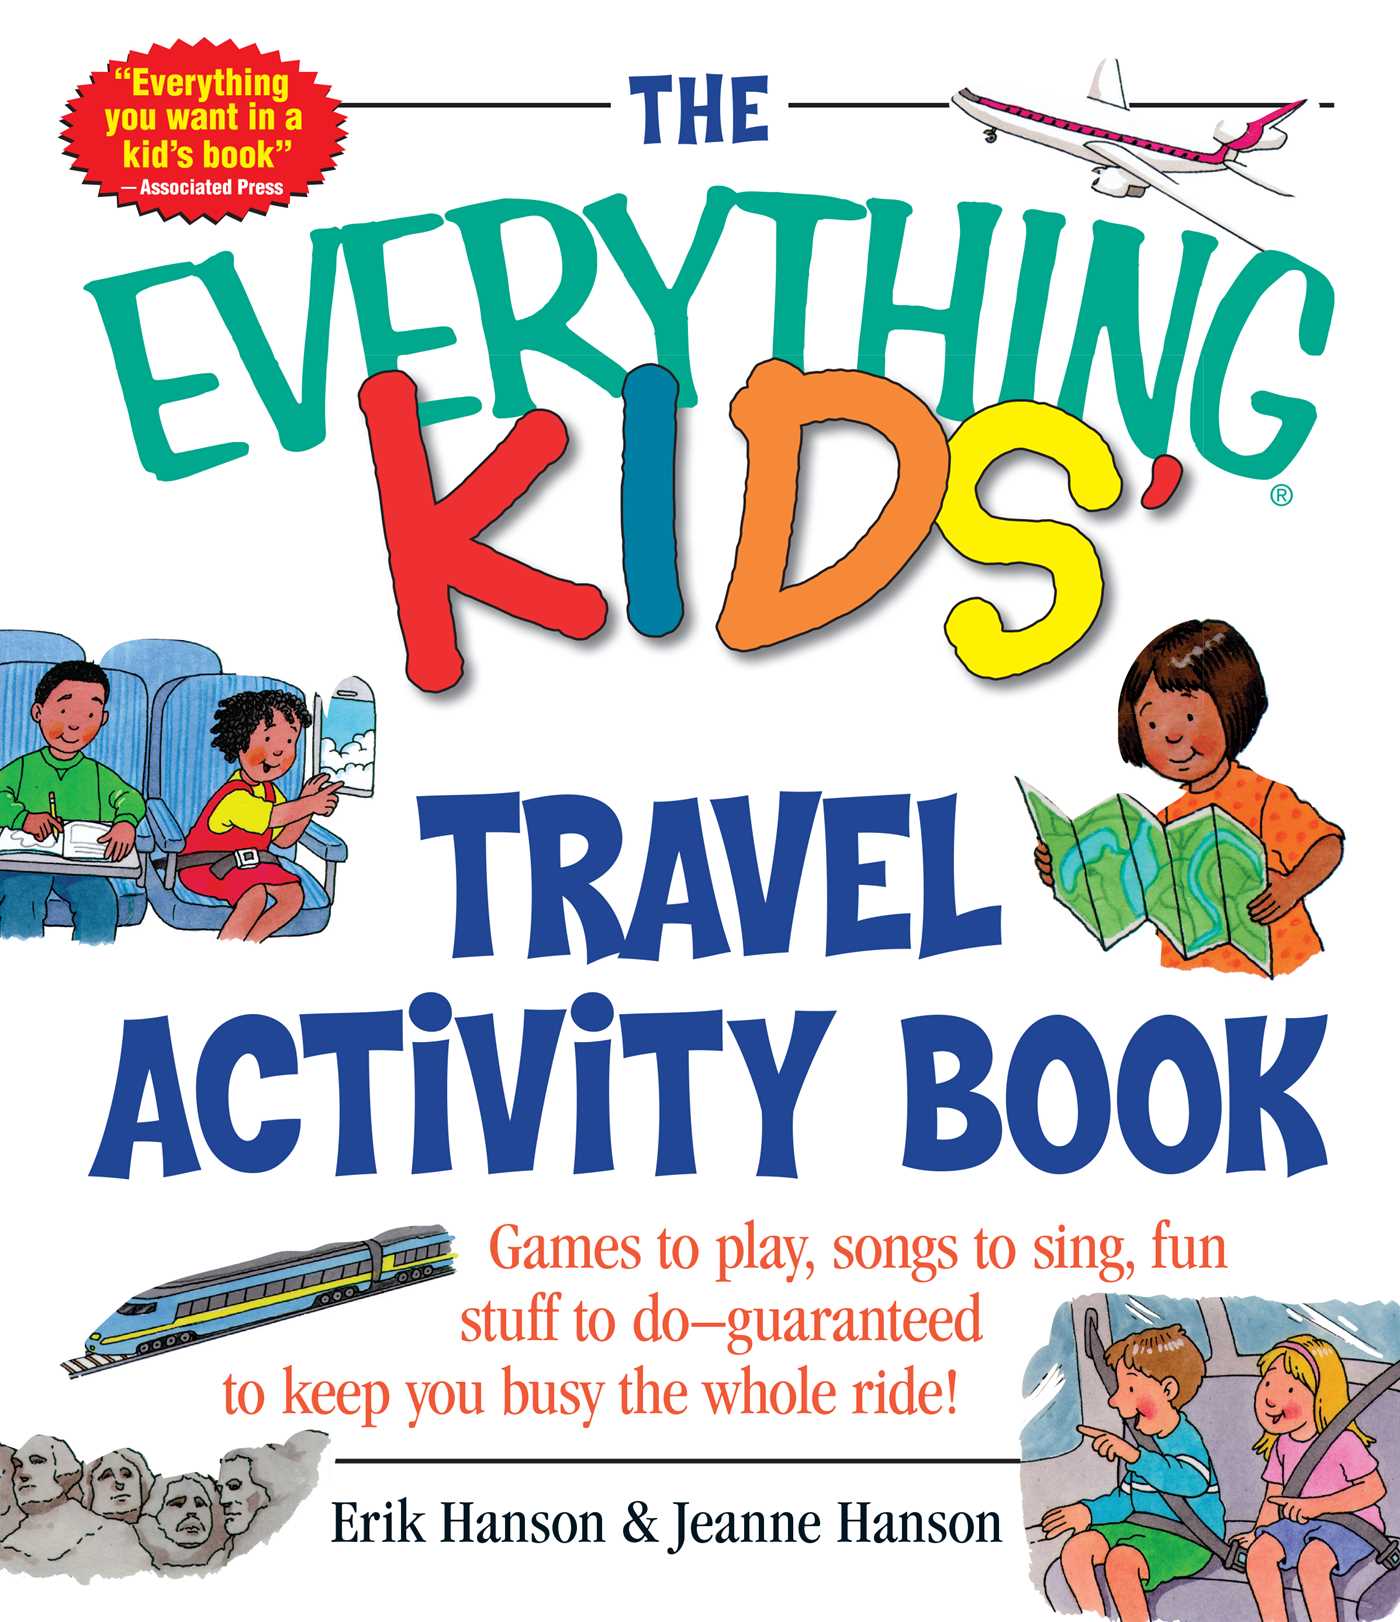 “Everything
you want in a
kid’s book”
— Associated Press
THE
EVERYTHING®
KIDS’
TRAVEL
ACTiViTY BOOK
Games to play, songs to sing, fun
stuff to do—guaranteed
to keep you busy the whole ride!
Erik Hanson & Jeanne Hanson